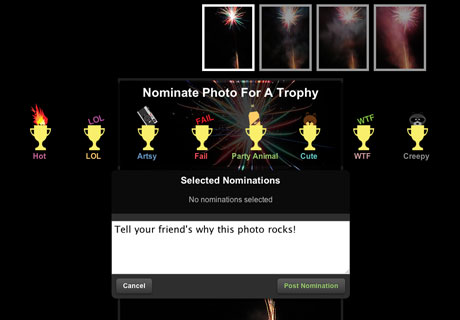 Nominate Photo For A Trophy
LOL
FAIL
WTF
Hot
LOL
Artsy
Fail
Party Animal
Cute
WTF
Creepy
Selected Nominations
No nominations selected
Tell your friend's why this photo rocks!
Cancel
Post Nomination